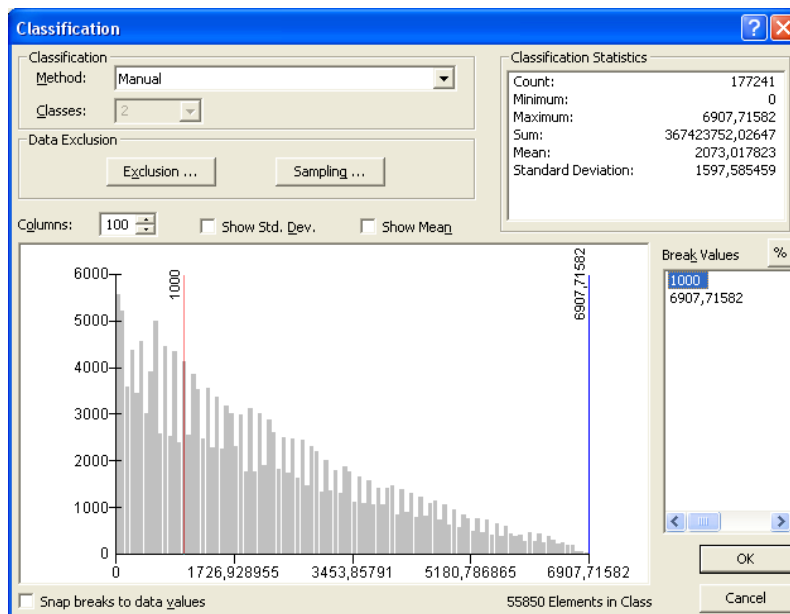 Classification
Classification
Method: Manual
Classes: 2
Data Exclusion
Exclusion ... Sampling ...
Classification Statistics
Count: 177241
Minimum: 0
Maximum: 6907,71582
Sum: 367423752,02647
Mean: 2073,017823
Standard Deviation: 1597,585459
Columns: 100 Show Std. Dev. Show Mean
Break Values %
1000
6907,71582
6000
5000
4000
3000
2000
1000
0
1000
6907,71582
0 1726,928955 3453,85791 5180,786865 6907,71582
Snap breaks to data values
55850 Elements in Class
OK
Cancel